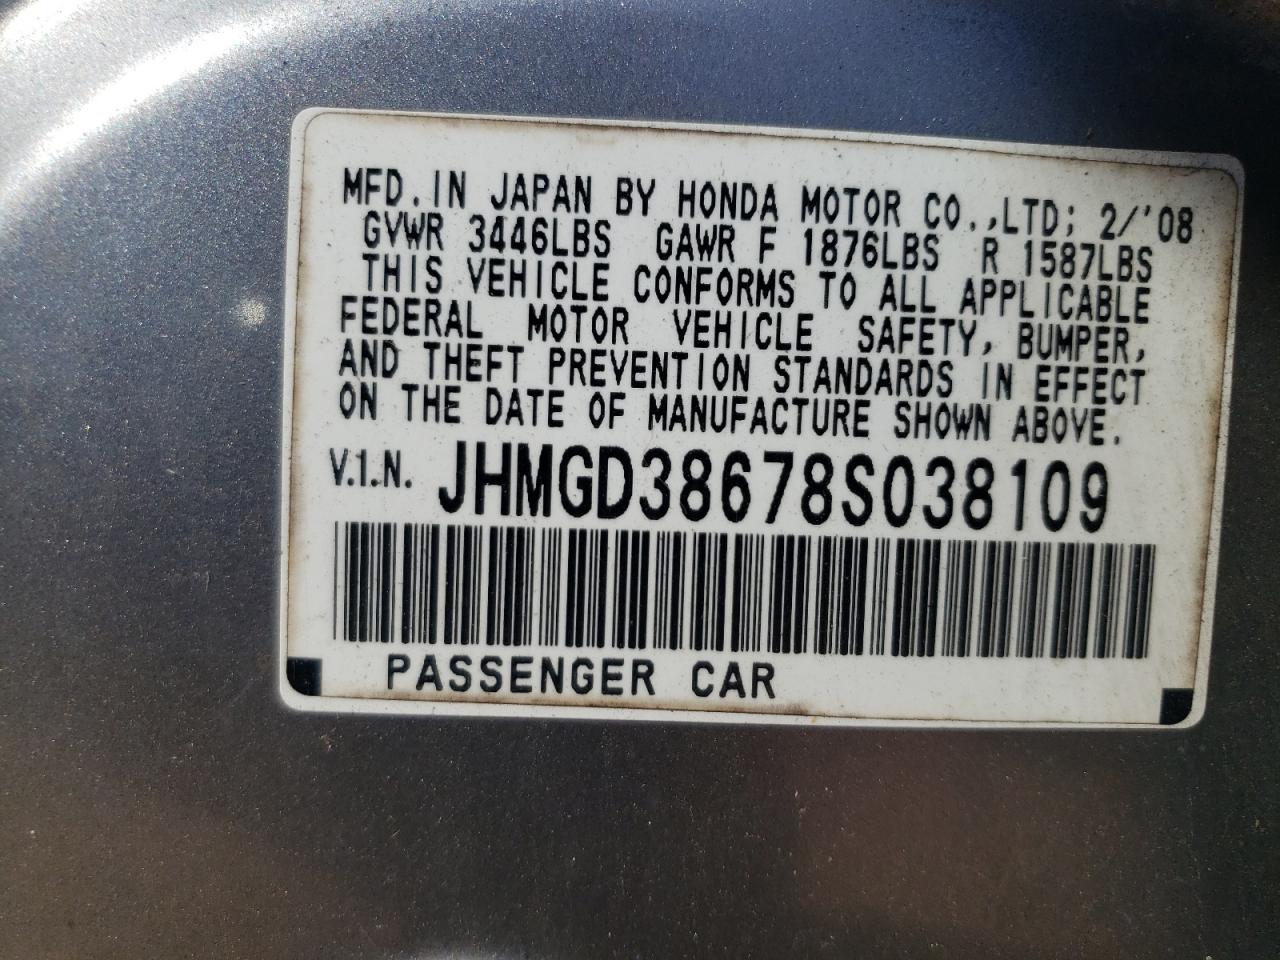 MFD. IN JAPAN BY HONDA MOTOR CO.,LTD; 2/'08
GVWR 3446LBS GAWR F 1876LBS R 1587LBS
THIS VEHICLE CONFORMS TO ALL APPLICABLE
FEDERAL MOTOR VEHICLE SAFETY, BUMPER,
AND THEFT PREVENTION STANDARDS IN EFFECT
ON THE DATE OF MANUFACTURE SHOWN ABOVE.
V.I.N. JHMGD38678S038109
PASSENGER CAR